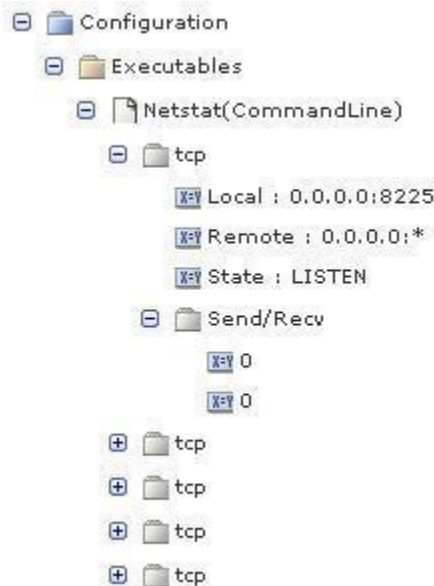 Configuration
Executables
Netstat(CommandLine)
tcp
X=Y Local : 0.0.0.0:8225
X=Y Remote : 0.0.0.0:*
X=Y State : LISTEN
Send/Recv
X=Y 0
X=Y 0
tcp
tcp
tcp
tcp